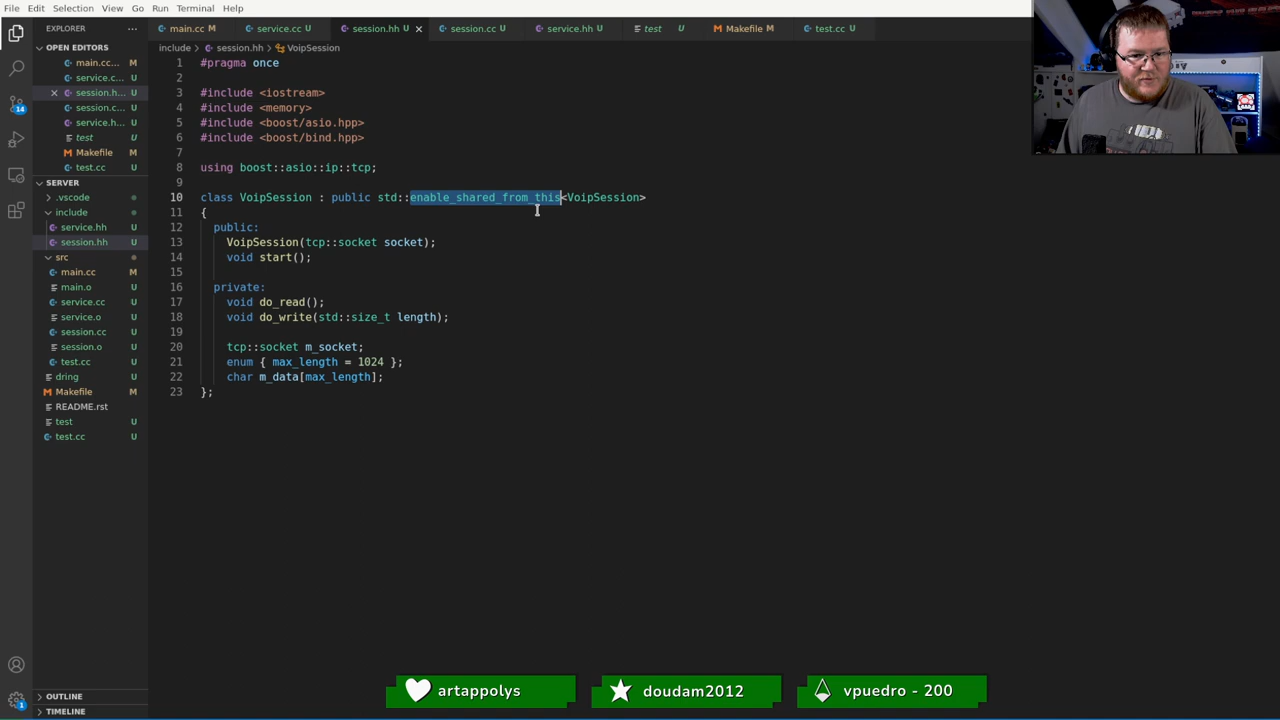 File Edit Selection View Go Run Terminal Help
EXPLORER ...
main.cc U
service.cc U
session.hh U
session.cc U
service.hh U
test U
Makefile M
test.cc U
OPEN EDITORS
main.cc... M
service.c... U
session.h... U
session.c... U
service.h... U
test U
Makefile M
test.cc U
SERVER
.vscode
include
service.hh U
session.hh U
src
main.cc M
main.o U
service.cc U
service.o U
session.cc U
session.o U
test.cc U
dring U
Makefile M
README.rst
test U
test.cc U
OUTLINE
TIMELINE
14
1
include > session.hh > VoipSession
1 #pragma once
2
3 #include <iostream>
4 #include <memory>
5 #include <boost/asio.hpp>
6 #include <boost/bind.hpp>
7
8 using boost::asio::ip::tcp;
9
10 class VoipSession : public std::enable_shared_from_this<VoipSession>
11 {
12 public:
13 VoipSession(tcp::socket socket);
14 void start();
15
16 private:
17 void do_read();
18 void do_write(std::size_t length);
19
20 tcp::socket m_socket;
21 enum { max_length = 1024 };
22 char m_data[max_length];
23 };
artappolys
doudam2012
vpuedro - 200